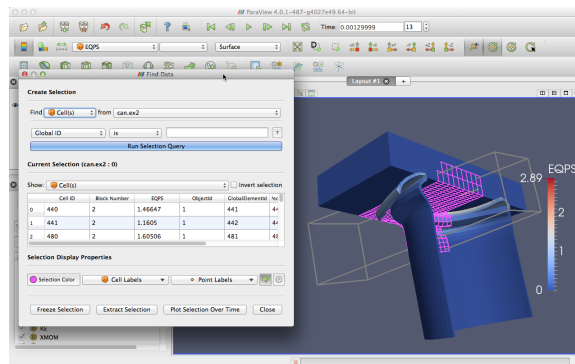 ParaView 4.0.1-487-g4027e49 64-bit
Time: 0.00129999 13
EQPS Surface
Find Data
Layout #1
Create Selection
Find Cell(s) from can.ex2
Global ID is ?
Run Selection Query
Current Selection (can.ex2 : 0)
Show: Cell(s) Invert selection
Cell ID Block Number EQPS ObjectId GlobalElementId
0 440 2 1.46647 1 441
1 441 2 1.1605 1 442
2 480 2 1.60506 1 481
Selection Display Properties
Selection Color Cell Labels Point Labels
Freeze Selection Extract Selection Plot Selection Over Time Close
KE
XMOM
EQPS
2.89
2
1
0